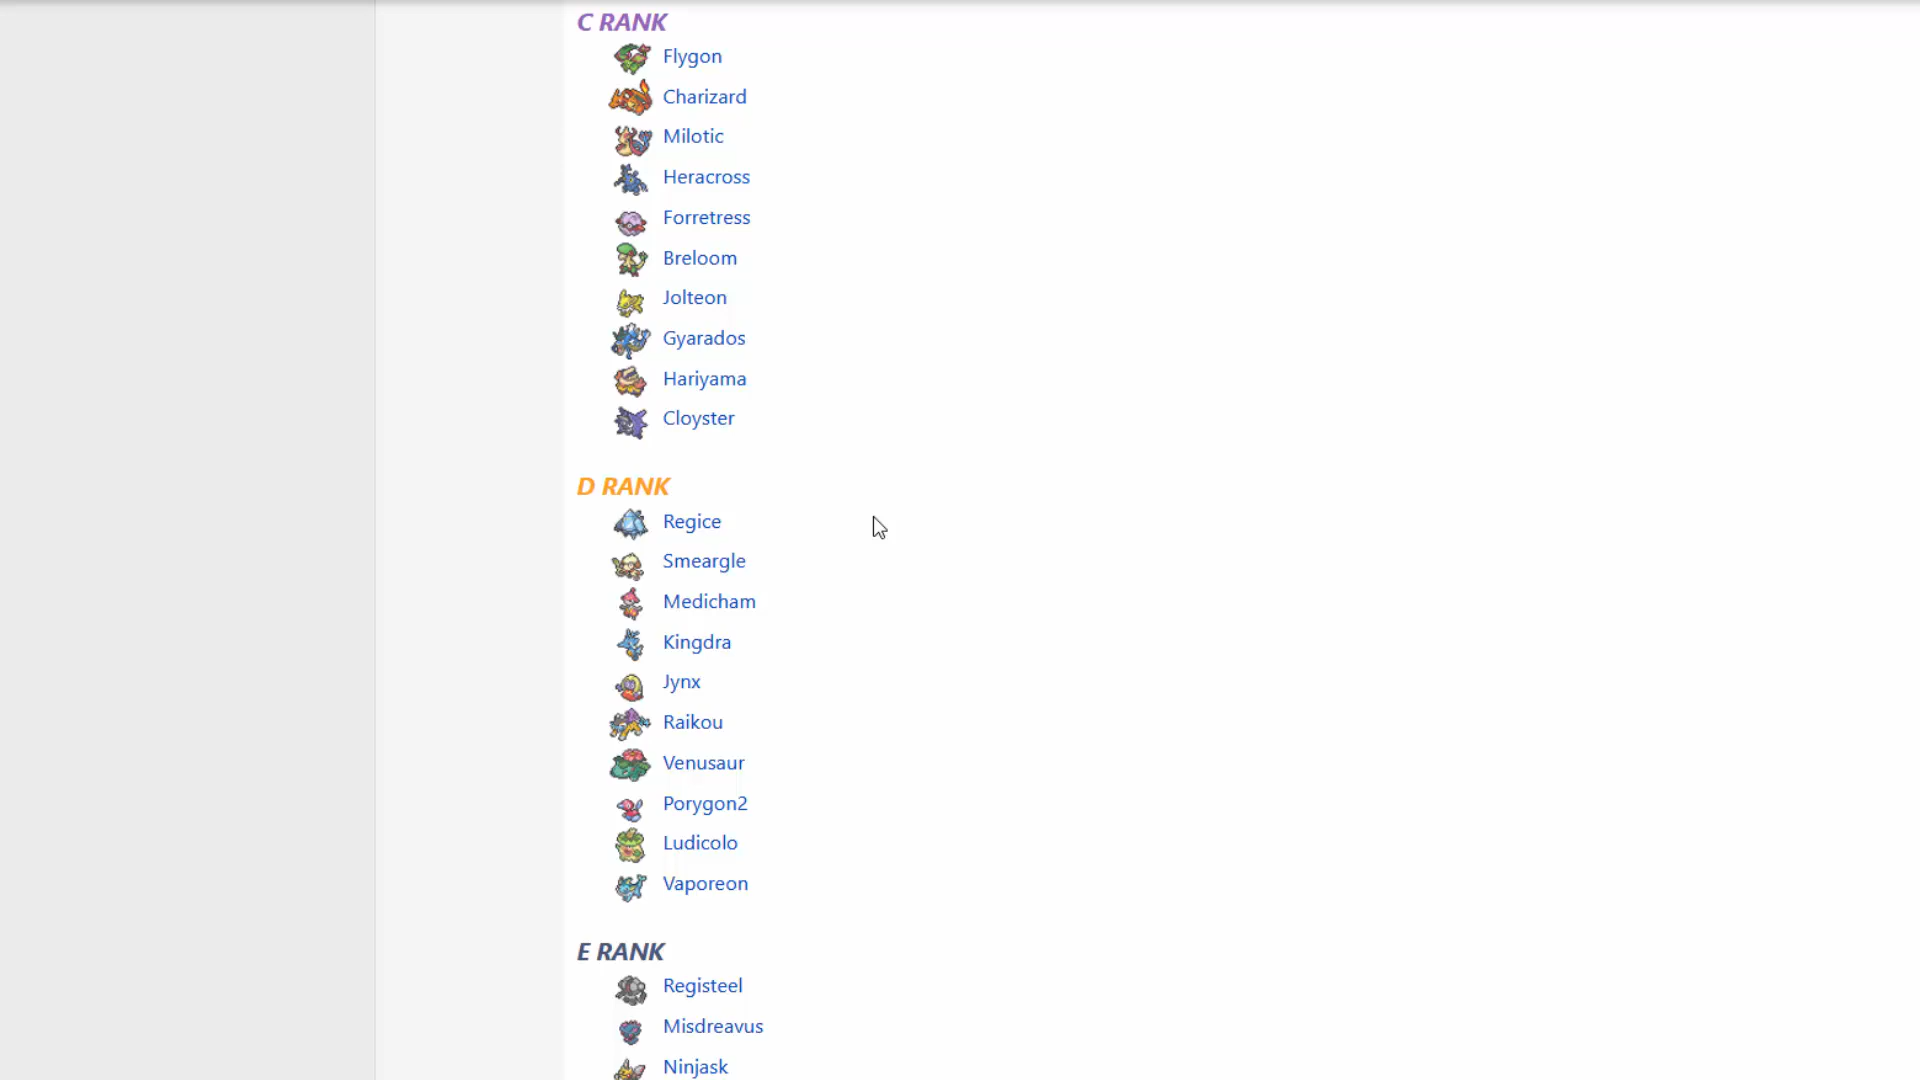 C RANK
Flygon
Charizard
Milotic
Heracross
Forretress
Breloom
Jolteon
Gyarados
Hariyama
Cloyster
D RANK
Regice
Smeargle
Medicham
Kingdra
Jynx
Raikou
Venusaur
Porygon2
Ludicolo
Vaporeon
E RANK
Registeel
Misdreavus
Ninjask